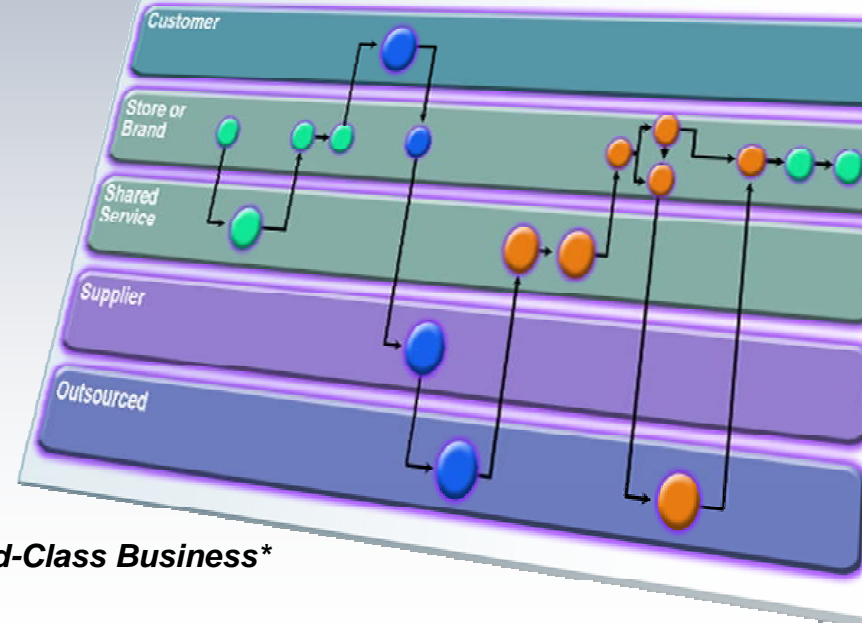 Customer
Store or
Brand
Shared
Service
Supplier
Outsourced
d-Class Business*